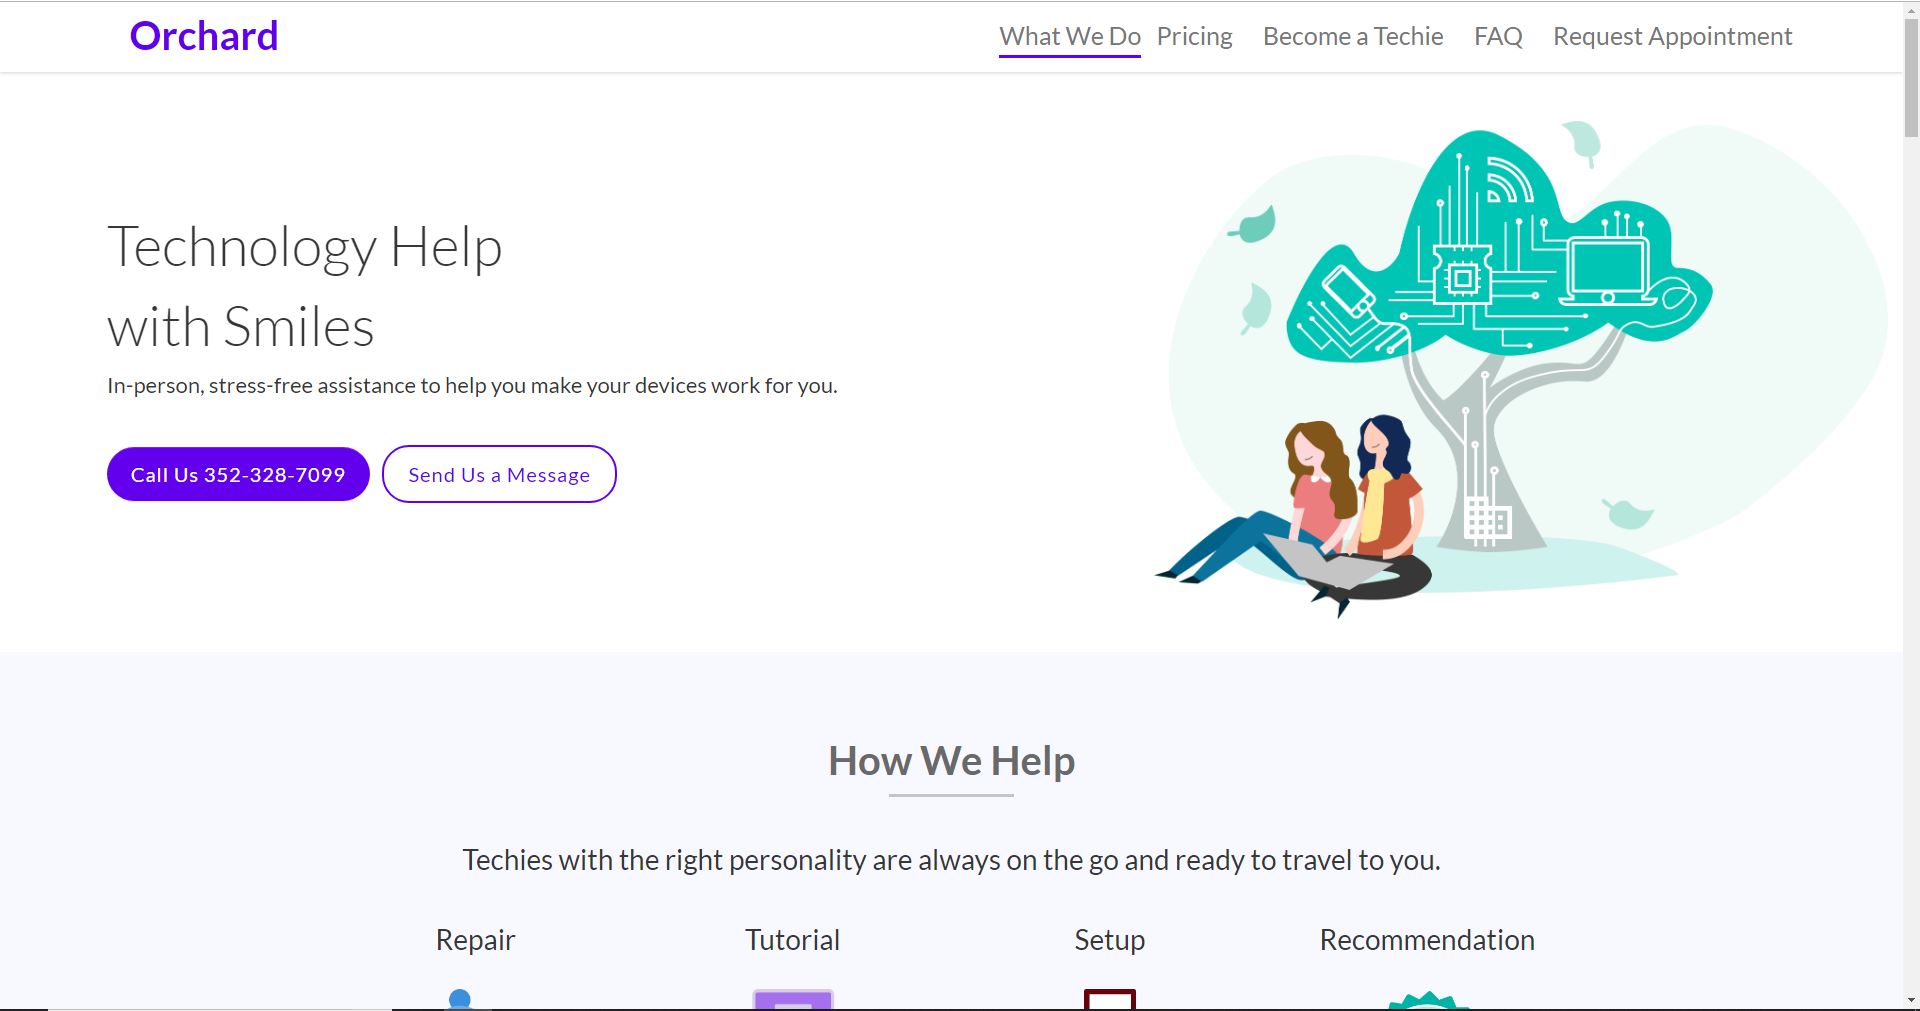 Orchard
What We Do Pricing Become a Techie FAQ Request Appointment
Technology Help
with Smiles
In-person, stress-free assistance to help you make your devices work for you.
Call Us 352-328-7099
Send Us a Message
How We Help
Techies with the right personality are always on the go and ready to travel to you.
Repair
Tutorial
Setup
Recommendation